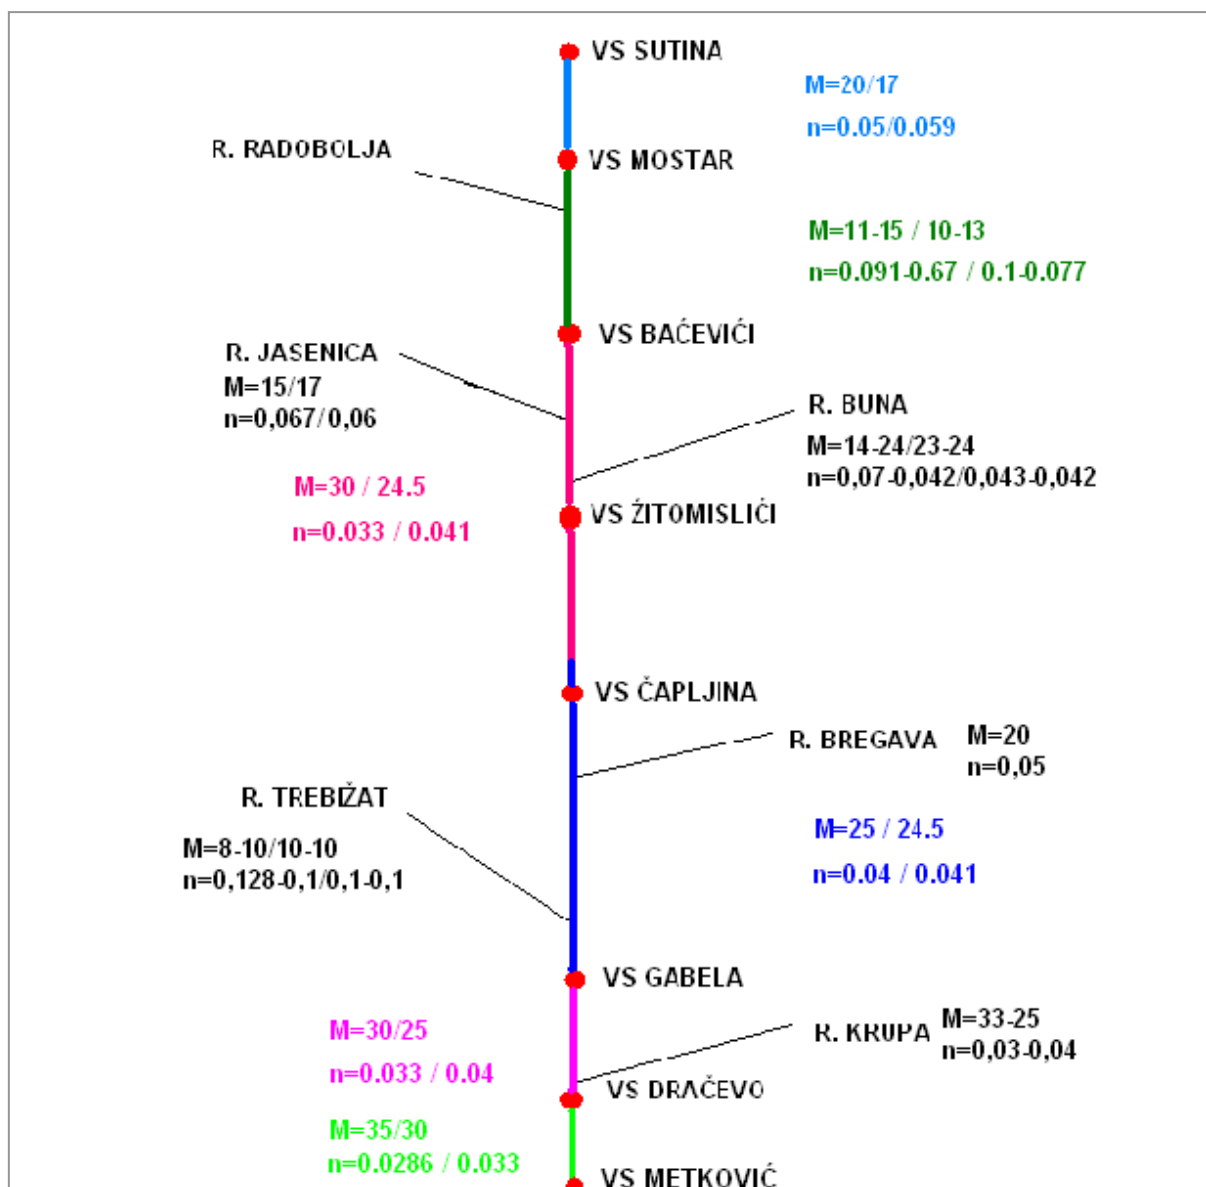 VS SUTINA
M=20/17
n=0.05/0.059
R. RADOBOLJA
VS MOSTAR
M=11-15 / 10-13
n=0.091-0.67 / 0.1-0.077
VS BAĆEVIĆI
R. JASENICA
M=15/17
n=0,067/0,06
R. BUNA
M=14-24/23-24
n=0,07-0,042/0,043-0,042
M=30 / 24.5
n=0.033 / 0.041
VS ŹITOMISLIĆI
VS ČAPLJINA
R. BREGAVA
M=20
n=0,05
R. TREBIŽAT
M=8-10/10-10
n=0,128-0,1/0,1-0,1
M=25 / 24.5
n=0.04 / 0.041
VS GABELA
M=30/25
n=0.033 / 0.04
R. KRUPA
M=33-25
n=0,03-0,04
VS DRAČEVO
M=35/30
n=0.0286 / 0.033
VS METKOVIĆ